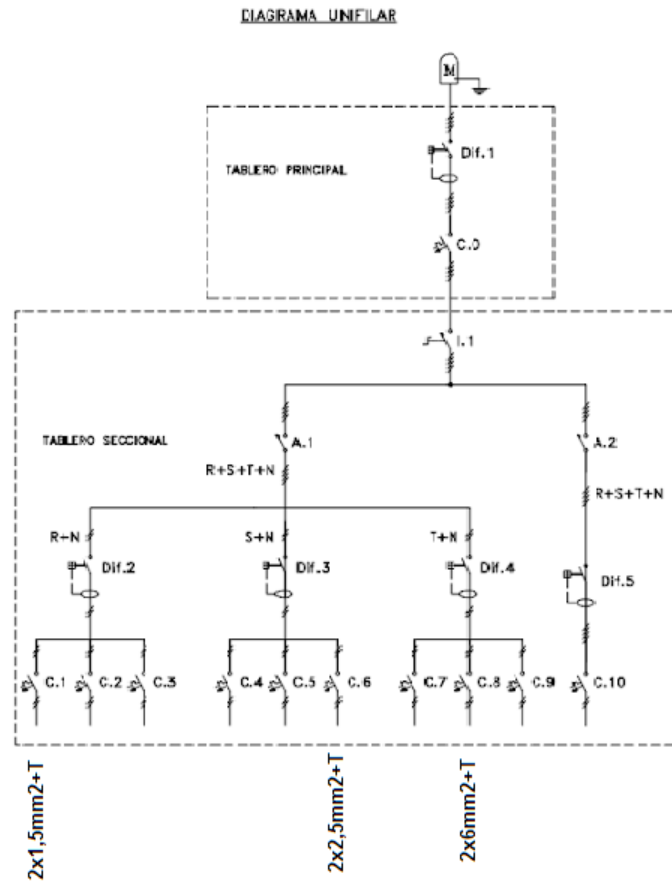 DIAGRAMA UNIFILAR
M
Dif.1
TABLERO PRINCIPAL
C.0
I.1
TABLERO SECCIONAL
A.1
A.2
R+S+T+N
R+S+T+N
R+N
S+N
T+N
Dif.2
Dif.3
Dif.4
Dif.5
C.1
C.2
C.3
C.4
C.5
C.6
C.7
C.8
C.9
C.10
2x1,5mm2+T
2x2,5mm2+T
2x6mm2+T